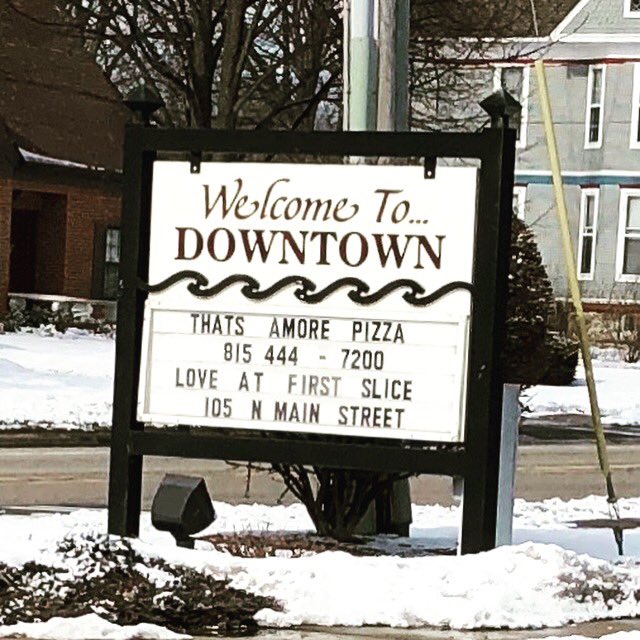 Welcome To...
DOWNTOWN
THATS AMORE PIZZA
815 444 - 7200
LOVE AT FIRST SLICE
105 N MAIN STREET